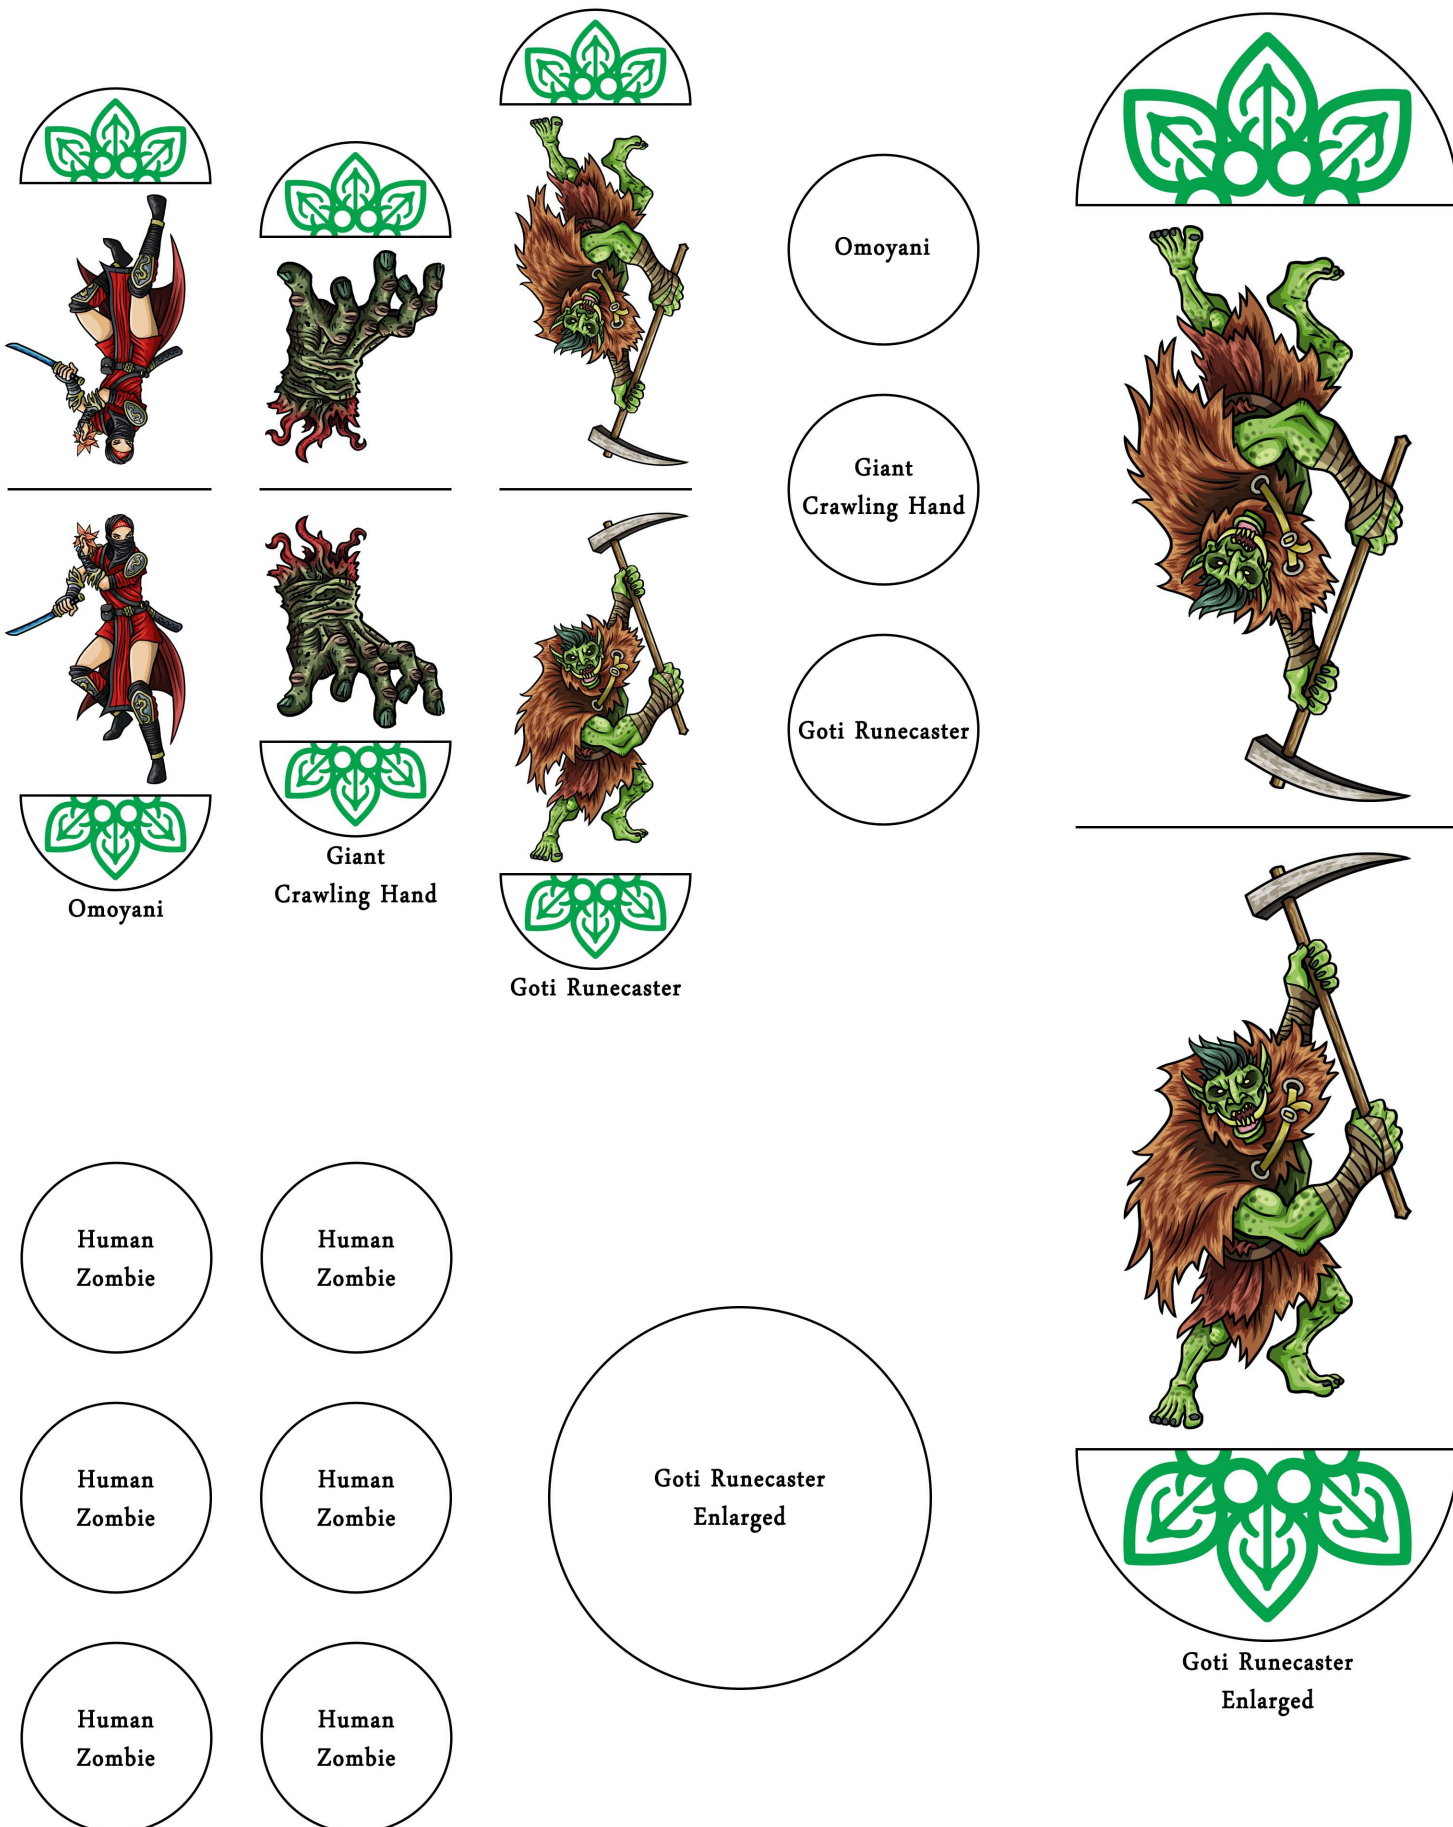 Omoyani
Giant
Crawling Hand
Goti Runecaster
Omoyani
Giant
Crawling Hand
Goti Runecaster
Human
Zombie
Human
Zombie
Human
Zombie
Human
Zombie
Human
Zombie
Human
Zombie
Goti Runecaster
Enlarged
Goti Runecaster
Enlarged